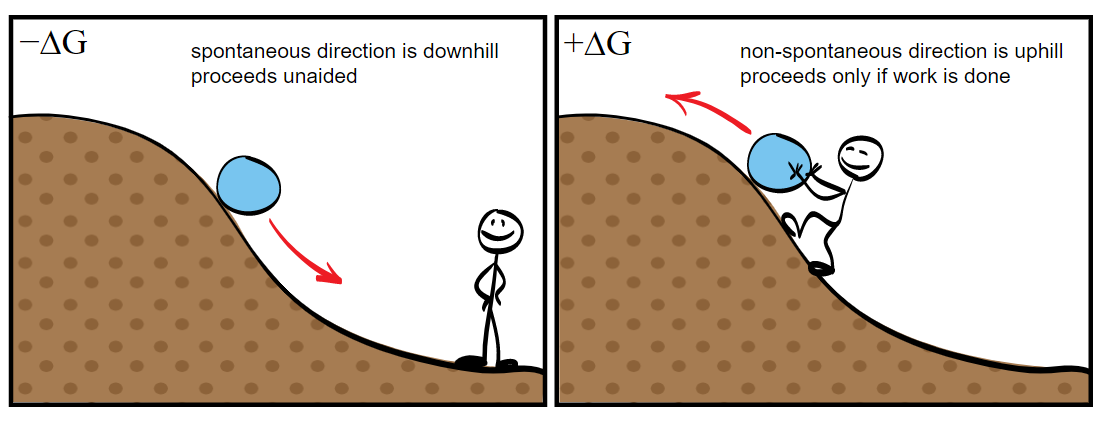 −ΔG
spontaneous direction is downhill
proceeds unaided
+ΔG
non-spontaneous direction is uphill
proceeds only if work is done